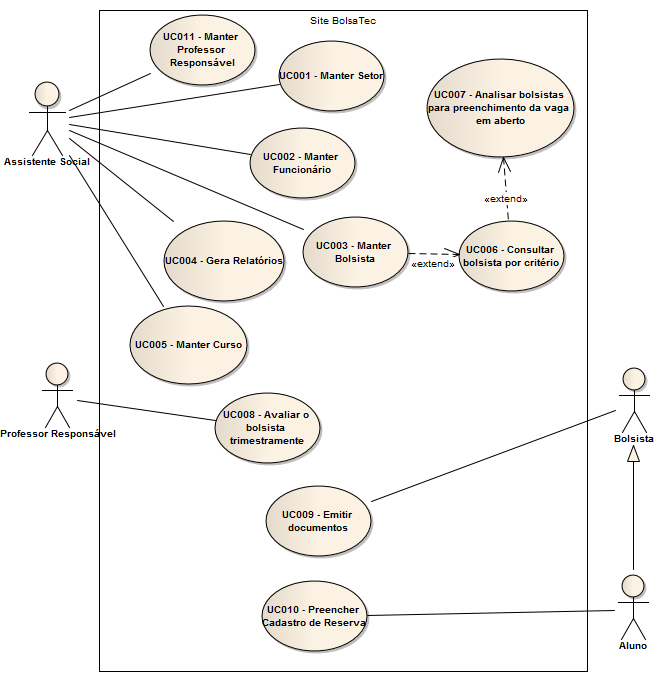 Site BolsaTec
UC011 - Manter
Professor
Responsável
UC001 - Manter Setor
UC007 - Analisar bolsistas
para preenchimento da vaga
em aberto
Assistente Social
UC002 - Manter
Funcionário
«extend»
UC003 - Manter
Bolsista
UC006 - Consultar
bolsista por critério
«extend»
UC004 - Gera Relatórios
UC005 - Manter Curso
Professor Responsável
UC008 - Avaliar o
bolsista
trimestramente
Bolsista
UC009 - Emitir
documentos
UC010 - Preencher
Cadastro de Reserva
Aluno